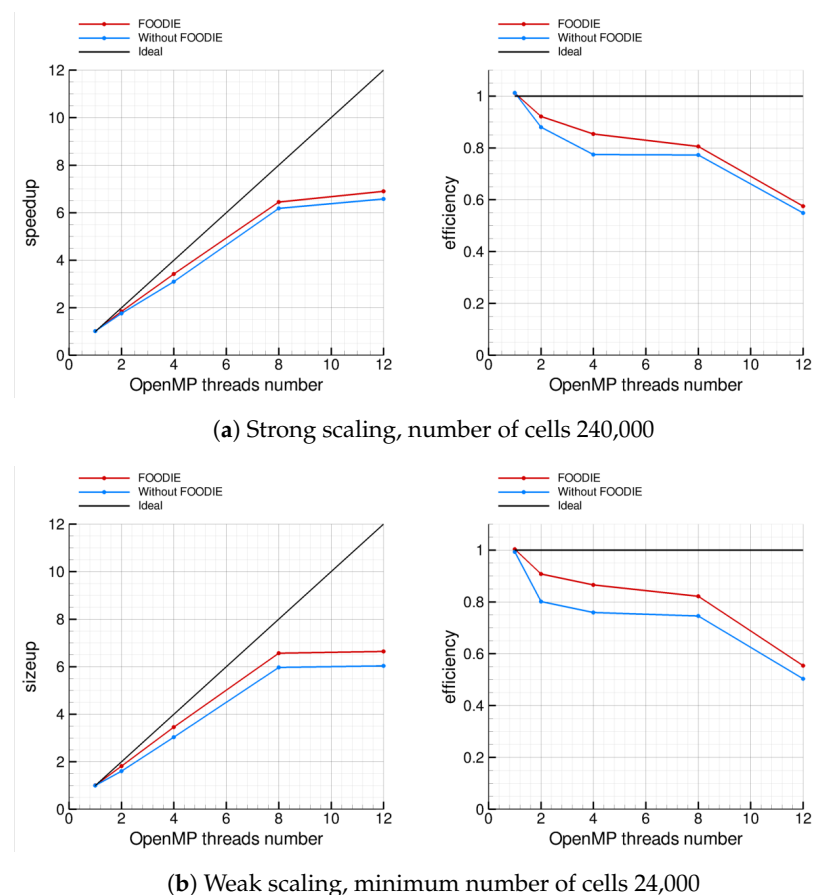 FOODIE
Without FOODIE
Ideal
12
10
8
6
4
2
0
speedup
0 2 4 6 8 10 12
OpenMP threads number
FOODIE
Without FOODIE
Ideal
1
0.8
0.6
0.4
0.2
0
efficiency
0 2 4 6 8 10 12
OpenMP threads number
(a) Strong scaling, number of cells 240,000
FOODIE
Without FOODIE
Ideal
12
10
8
6
4
2
0
sizeup
0 2 4 6 8 10 12
OpenMP threads number
FOODIE
Without FOODIE
Ideal
1
0.8
0.6
0.4
0.2
0
efficiency
0 2 4 6 8 10 12
OpenMP threads number
(b) Weak scaling, minimum number of cells 24,000